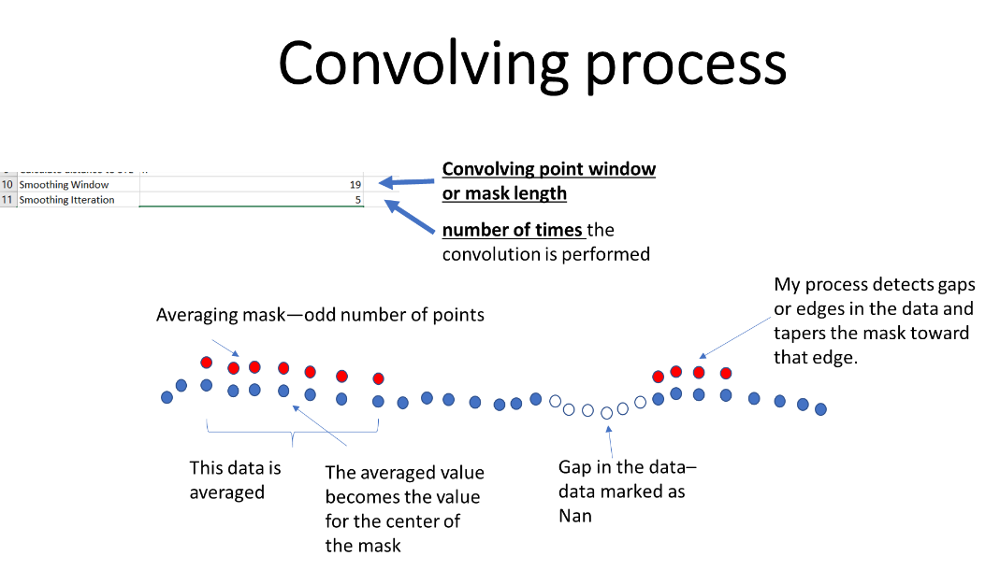 Convolving process
10 Smoothing Window 19
11 Smoothing Itteration 5
Convolving point window
or mask length
number of times the
convolution is performed
My process detects gaps
or edges in the data and
tapers the mask toward
that edge.
Averaging mask—odd number of points
This data is
averaged
The averaged value
becomes the value
for the center of
the mask
Gap in the data–
data marked as
Nan